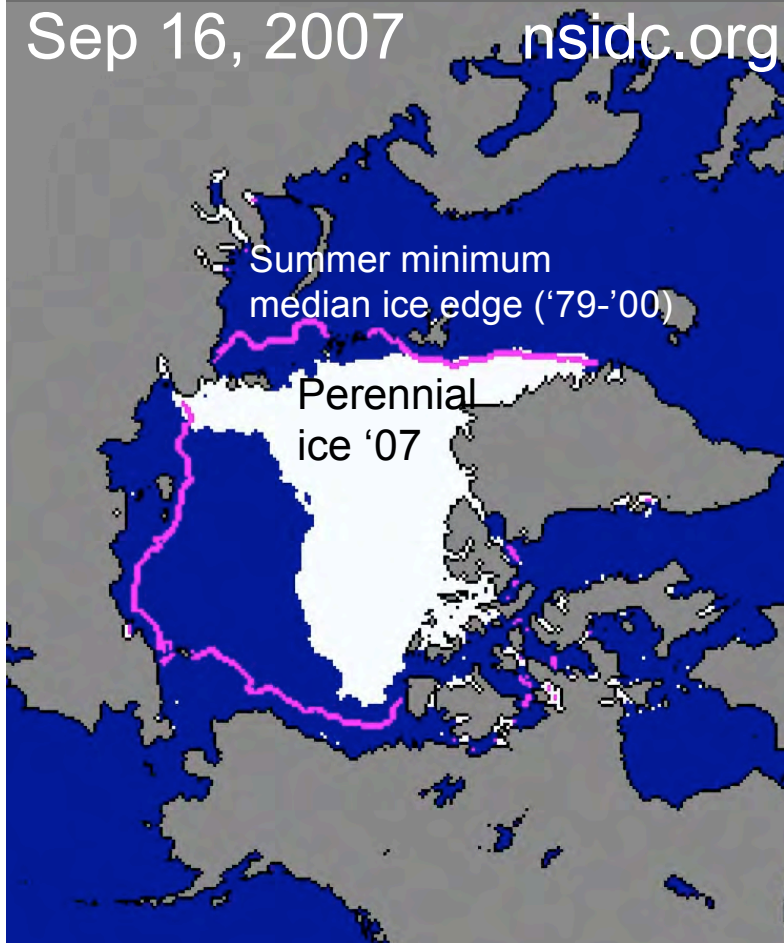 Sep 16, 2007 nsidc.org
Summer minimum
median ice edge (‘79-’00)
Perennial
ice ‘07